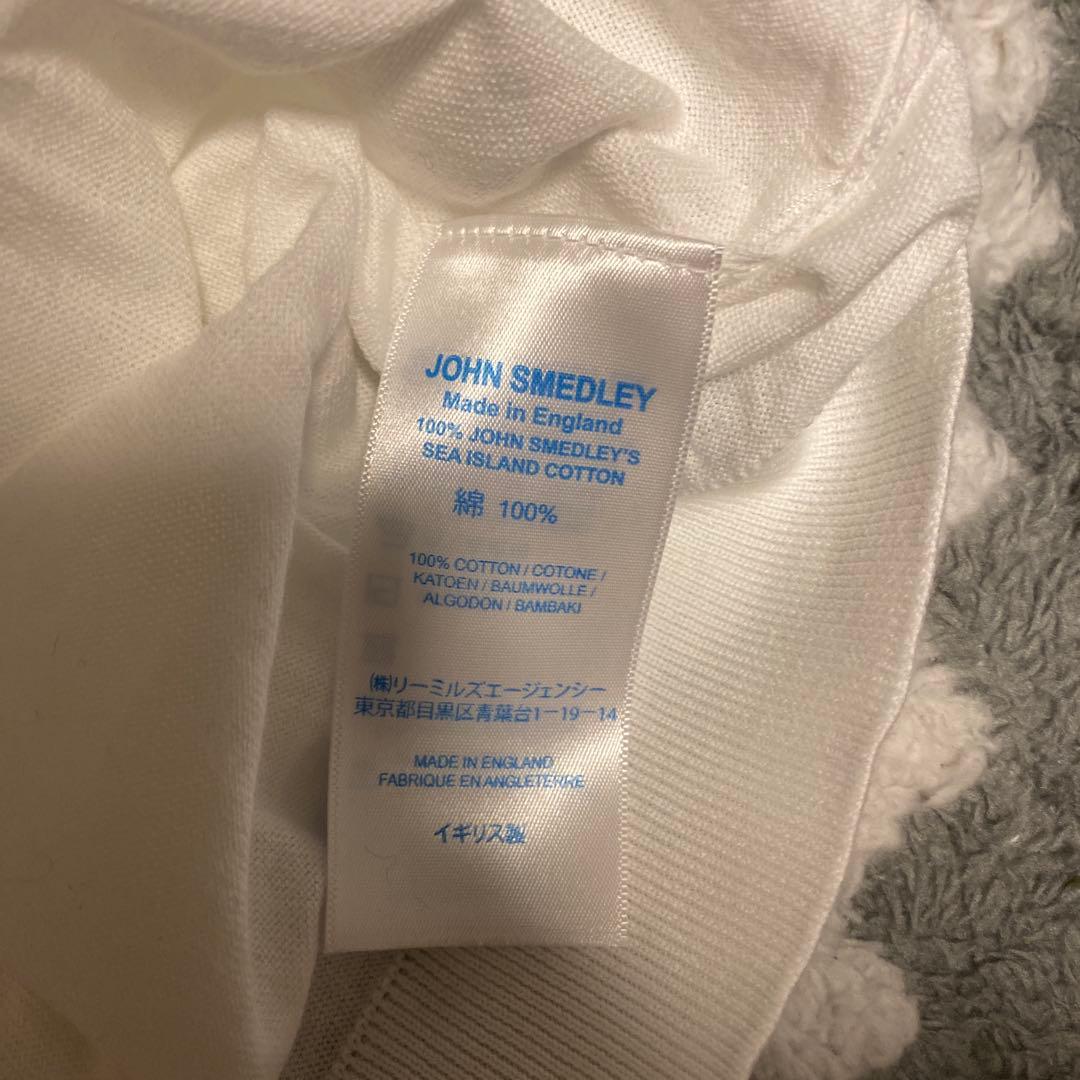 JOHN SMEDLEY
Made in England
100% JOHN SMEDLEY'S
SEA ISLAND COTTON
綿 100%
100% COTTON / COTONE /
KATOEN / BAUMWOLLE /
ALGODON / BAMBAKI
㈱リーミルズエージェンシー
東京都目黒区青葉台1-19-14
MADE IN ENGLAND
FABRIQUE EN ANGLETERRE
イギリス製